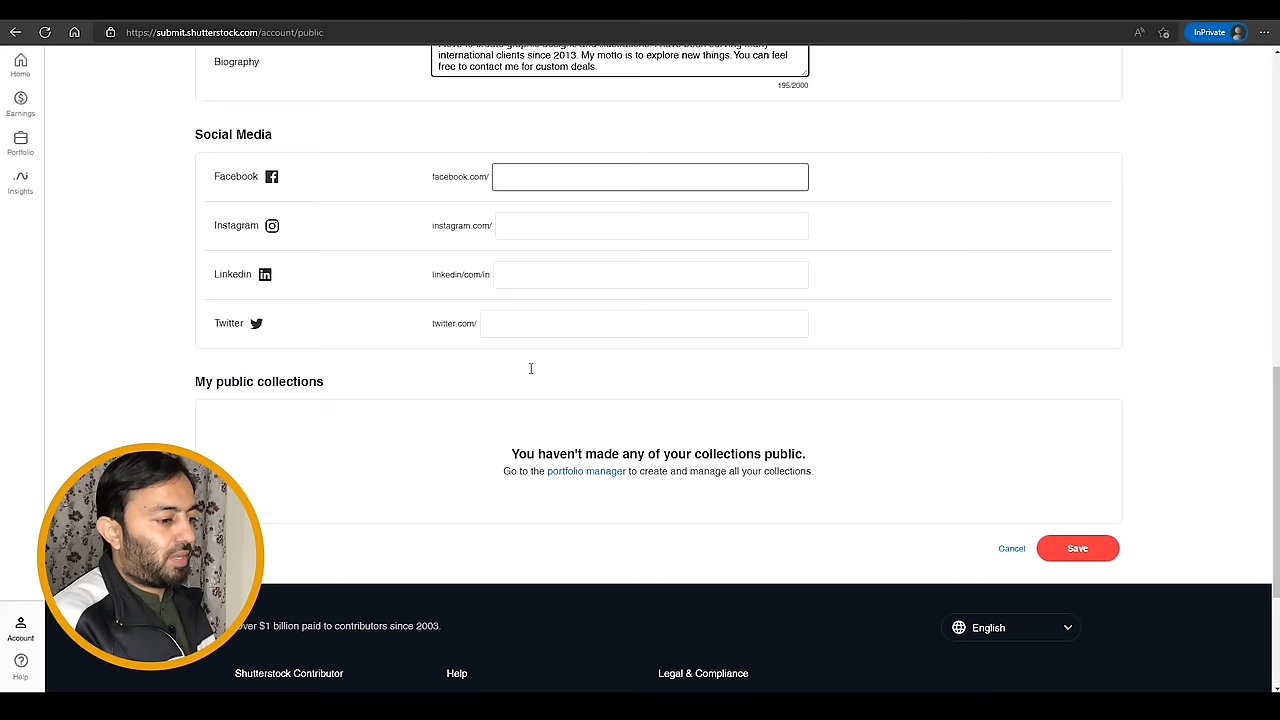 https://submit.shutterstock.com/account/public
InPrivate
Home
Earnings
Portfolio
Insights
Account
Help
Biography
international clients since 2013. My motto is to explore new things. You can feel
free to contact me for custom deals.
195/2000
Social Media
Facebook facebook.com/
Instagram instagram.com/
Linkedin linkedin/com/in
Twitter twitter.com/
My public collections
You haven't made any of your collections public.
Go to the portfolio manager to create and manage all your collections.
Cancel Save
over $1 billion paid to contributors since 2003.
English
Shutterstock Contributor Help Legal & Compliance